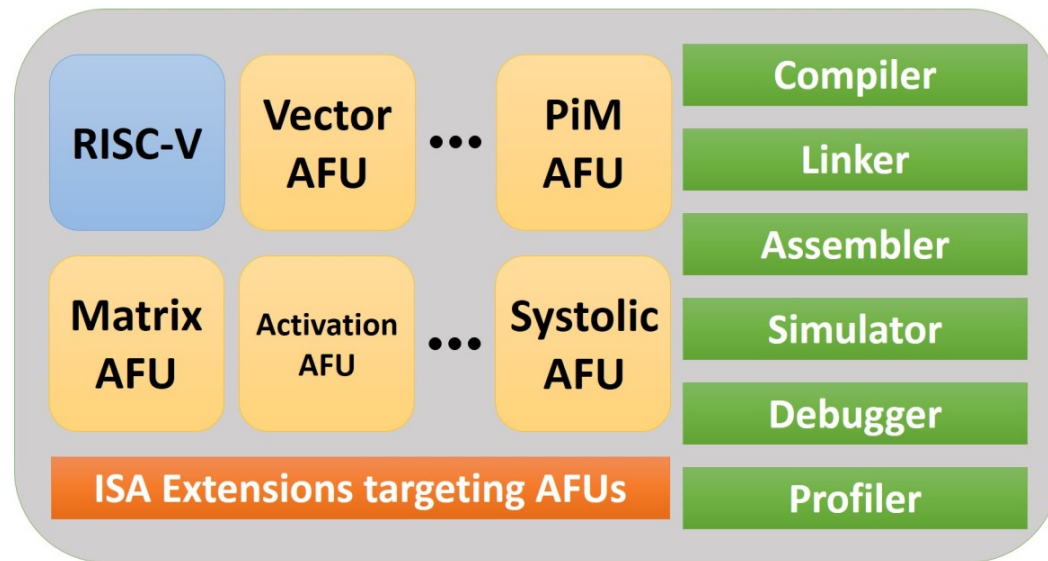 RISC-V
Vector
AFU
•••
PiM
AFU
Matrix
AFU
Activation
AFU
•••
Systolic
AFU
ISA Extensions targeting AFUs
Compiler
Linker
Assembler
Simulator
Debugger
Profiler